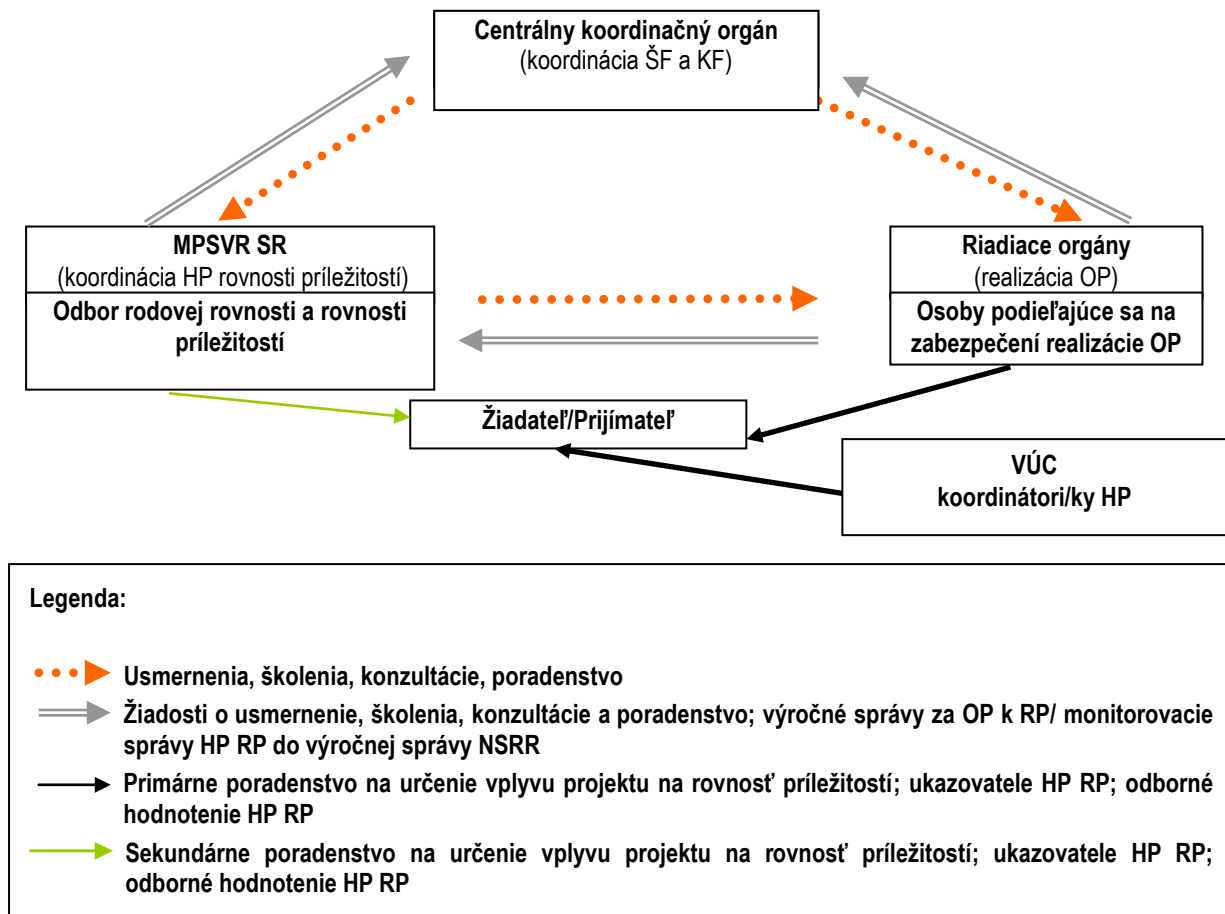 Centrálny koordinačný orgán
(koordinácia ŠF a KF)
MPSVR SR
(koordinácia HP rovnosti príležitostí)
Odbor rodovej rovnosti a rovnosti
príležitostí
Riadiace orgány
(realizácia OP)
Osoby podieľajúce sa na
zabezpečení realizácie OP
Žiadateľ/Prijímateľ
VÚC
koordinátori/ky HP
Legenda:
Usmernenia, školenia, konzultácie, poradenstvo
Žiadosti o usmernenie, školenia, konzultácie a poradenstvo; výročné správy za OP k RP/ monitorovacie
správy HP RP do výročnej správy NSRR
Primárne poradenstvo na určenie vplyvu projektu na rovnosť príležitostí; ukazovatele HP RP; odborné
hodnotenie HP RP
Sekundárne poradenstvo na určenie vplyvu projektu na rovnosť príležitostí; ukazovatele HP RP;
odborné hodnotenie HP RP